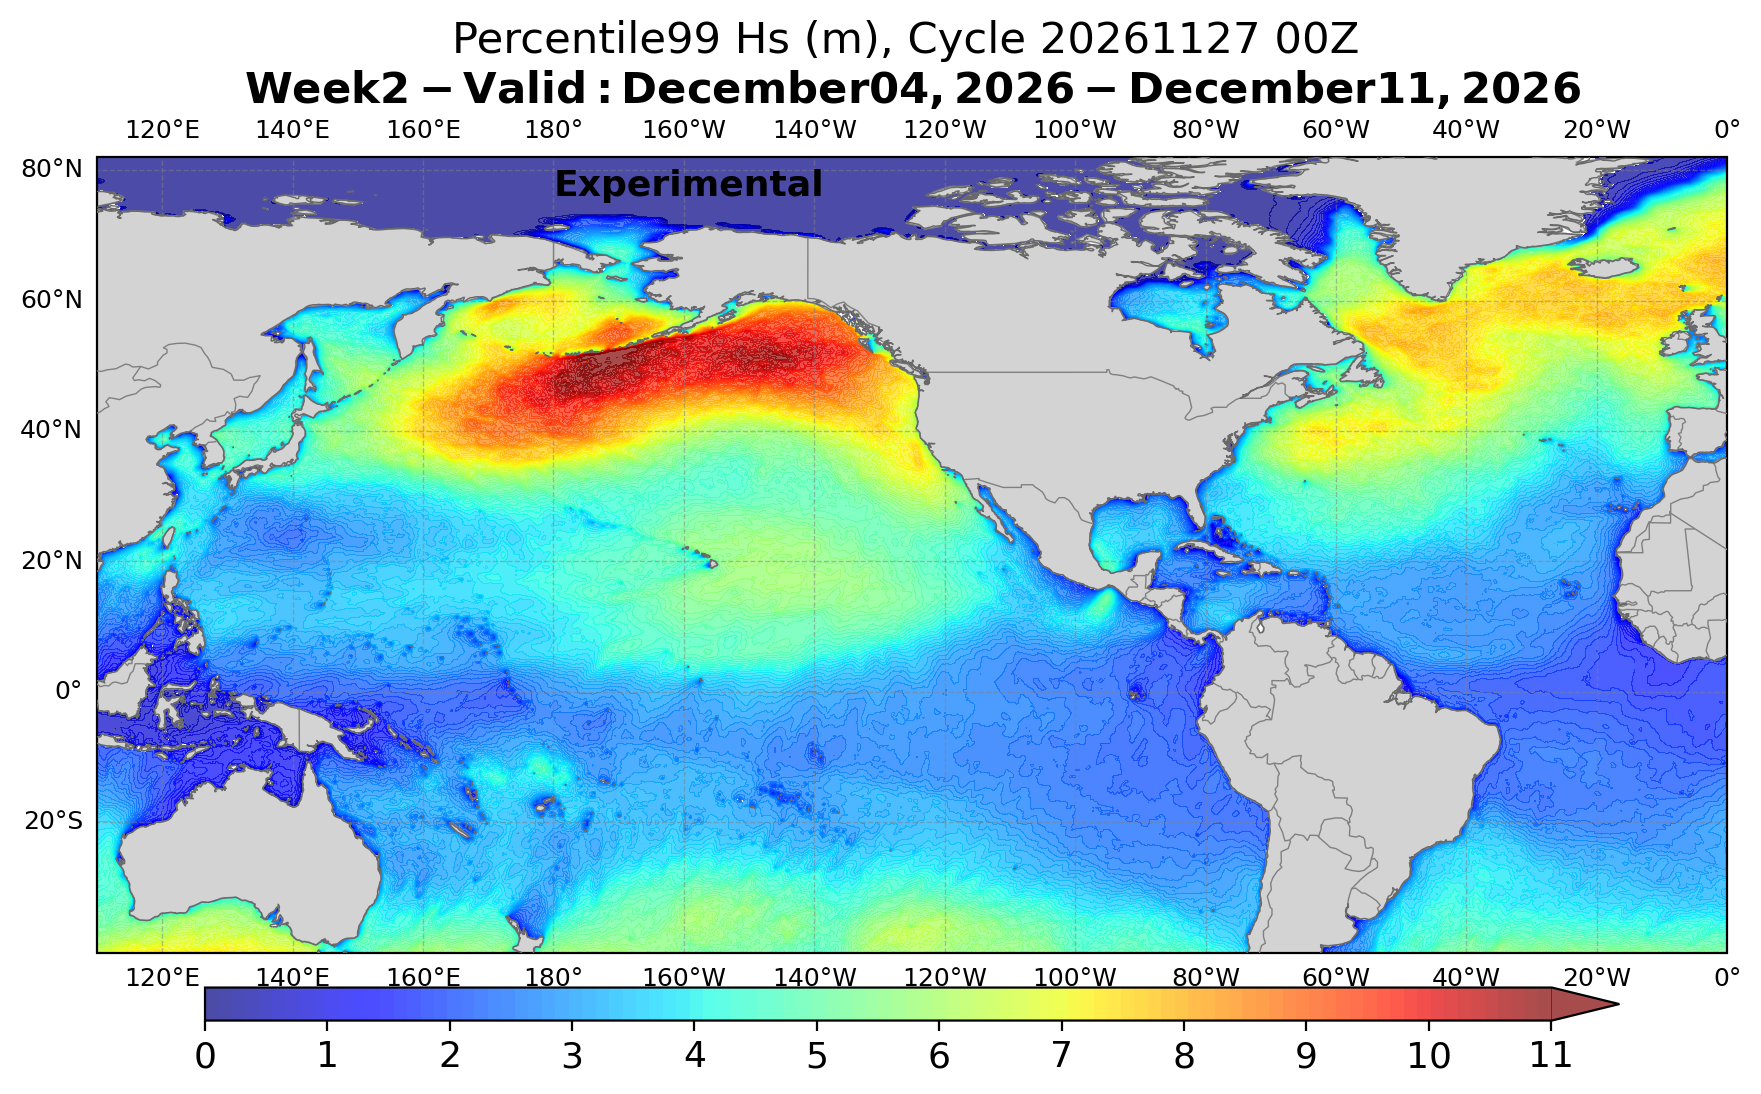 Percentile99 Hs (m), Cycle 20261127 00Z
Week2 − Valid : December04, 2026 − December11, 2026
120°E 140°E 160°E 180° 160°W 140°W 120°W 100°W 80°W 60°W 40°W 20°W 0°
80°N
Experimental
60°N
40°N
20°N
0°
20°S
120°E 140°E 160°E 180° 160°W 140°W 120°W 100°W 80°W 60°W 40°W 20°W 0°
0 1 2 3 4 5 6 7 8 9 10 11